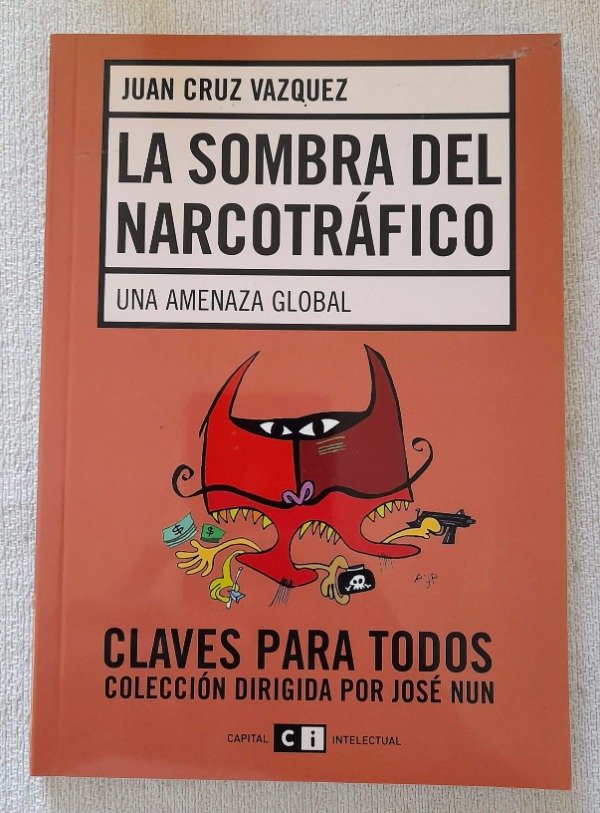 JUAN CRUZ VAZQUEZ
LA SOMBRA DEL
NARCOTRÁFICO
UNA AMENAZA GLOBAL
$ $
CLAVES PARA TODOS
COLECCIÓN DIRIGIDA POR JOSÉ NUN
CAPITAL Ci INTELECTUAL